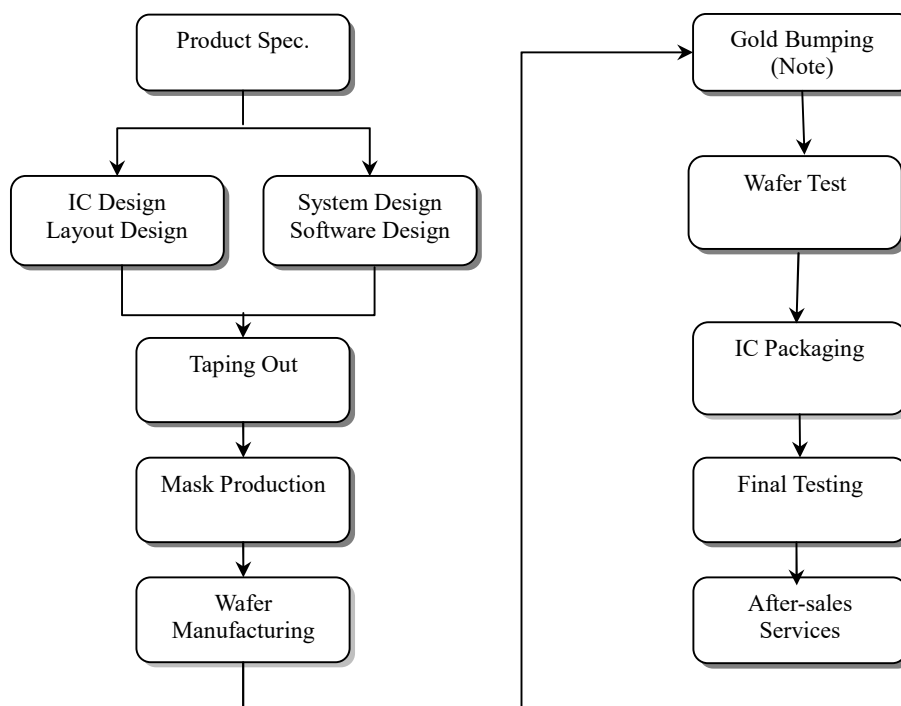 Product Spec.
IC Design
Layout Design
System Design
Software Design
Taping Out
Mask Production
Wafer
Manufacturing
Gold Bumping
(Note)
Wafer Test
IC Packaging
Final Testing
After-sales
Services